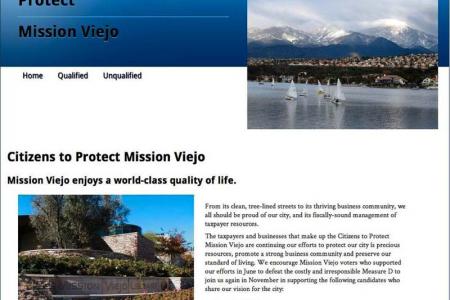 Protect
Mission Viejo
Home Qualified Unqualified
Citizens to Protect Mission Viejo
Mission Viejo enjoys a world-class quality of life.
From its clean, tree-lined streets to its thriving business community, we
all should be proud of our city, and its fiscally-sound management of
taxpayer resources.
The taxpayers and businesses that make up the Citizens to Protect
Mission Viejo are continuing our efforts to protect our city is precious
resources, promote a strong business community and preserve our
standard of living. We encourage Mission Viejo voters who supported
our efforts in June to defeat the costly and irresponsible Measure D to
join us again in November in supporting the following candidates who
share our vision for the city:
Mission Viejo